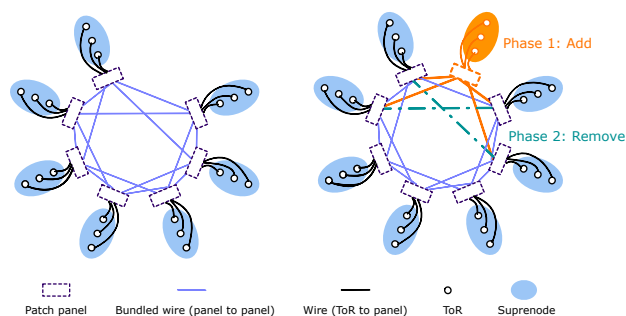 Phase 1: Add
Phase 2: Remove
Patch panel
Bundled wire (panel to panel)
Wire (ToR to panel)
ToR
Suprenode